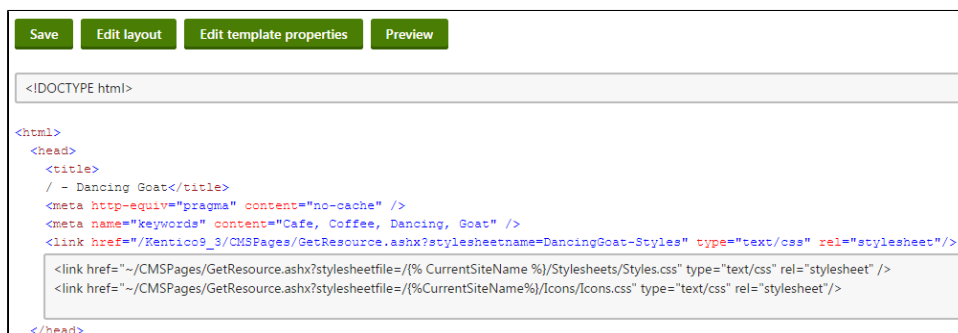 Save Edit layout Edit template properties Preview
<!DOCTYPE html>
<html>
<head>
<title>
/ - Dancing Goat</title>
<meta http-equiv="pragma" content="no-cache" />
<meta name="keywords" content="Cafe, Coffee, Dancing, Goat" />
<link href="/Kentico9_3/CMSPages/GetResource.ashx?stylesheetname=DancingGoat-Styles" type="text/css" rel="stylesheet"/>
<link href="~/CMSPages/GetResource.ashx?stylesheetfile=/{% CurrentSiteName %}/Stylesheets/Styles.css" type="text/css" rel="stylesheet" />
<link href="~/CMSPages/GetResource.ashx?stylesheetfile=/{%CurrentSiteName%}/Icons/Icons.css" type="text/css" rel="stylesheet"/>
</head>